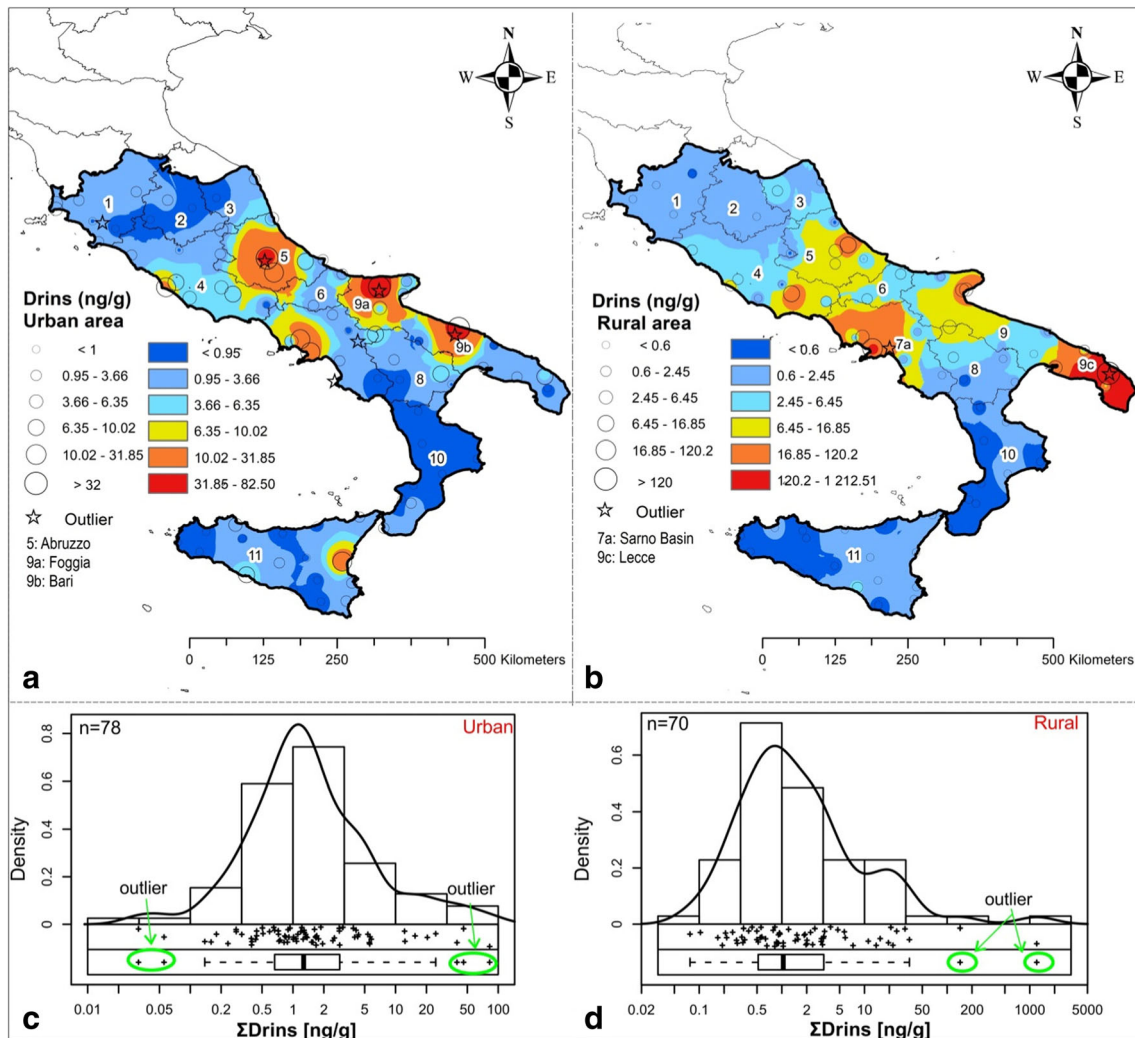 N
W E
S
1
2
3
4
5
6
9a
9b
8
10
11
Drins (ng/g)
Urban area
< 1 < 0.95
0.95 - 3.66 0.95 - 3.66
3.66 - 6.35 3.66 - 6.35
6.35 - 10.02 6.35 - 10.02
10.02 - 31.85 10.02 - 31.85
> 32 31.85 - 82.50
Outlier
5: Abruzzo
9a: Foggia
9b: Bari
0 125 250 500 Kilometers
a
N
W E
S
1
2
3
4
5
6
7a
9
8
9c
10
11
Drins (ng/g)
Rural area
< 0.6 < 0.6
0.6 - 2.45 0.6 - 2.45
2.45 - 6.45 2.45 - 6.45
6.45 - 16.85 6.45 - 16.85
16.85 - 120.2 16.85 - 120.2
> 120 120.2 - 1 212.51
Outlier
7a: Sarno Basin
9c: Lecce
0 125 250 500 Kilometers
b
n=78 Urban
Density
0 0.2 0.4 0.6 0.8
outlier outlier
0.01 0.05 0.2 0.5 1 2 5 10 20 50
ΣDrins [ng/g]
c
n=70 Rural
Density
0 0.2 0.4 0.6
outlier
0.02 0.1 0.5 2 5 20 50 200 1000 5000
ΣDrins [ng/g]
d